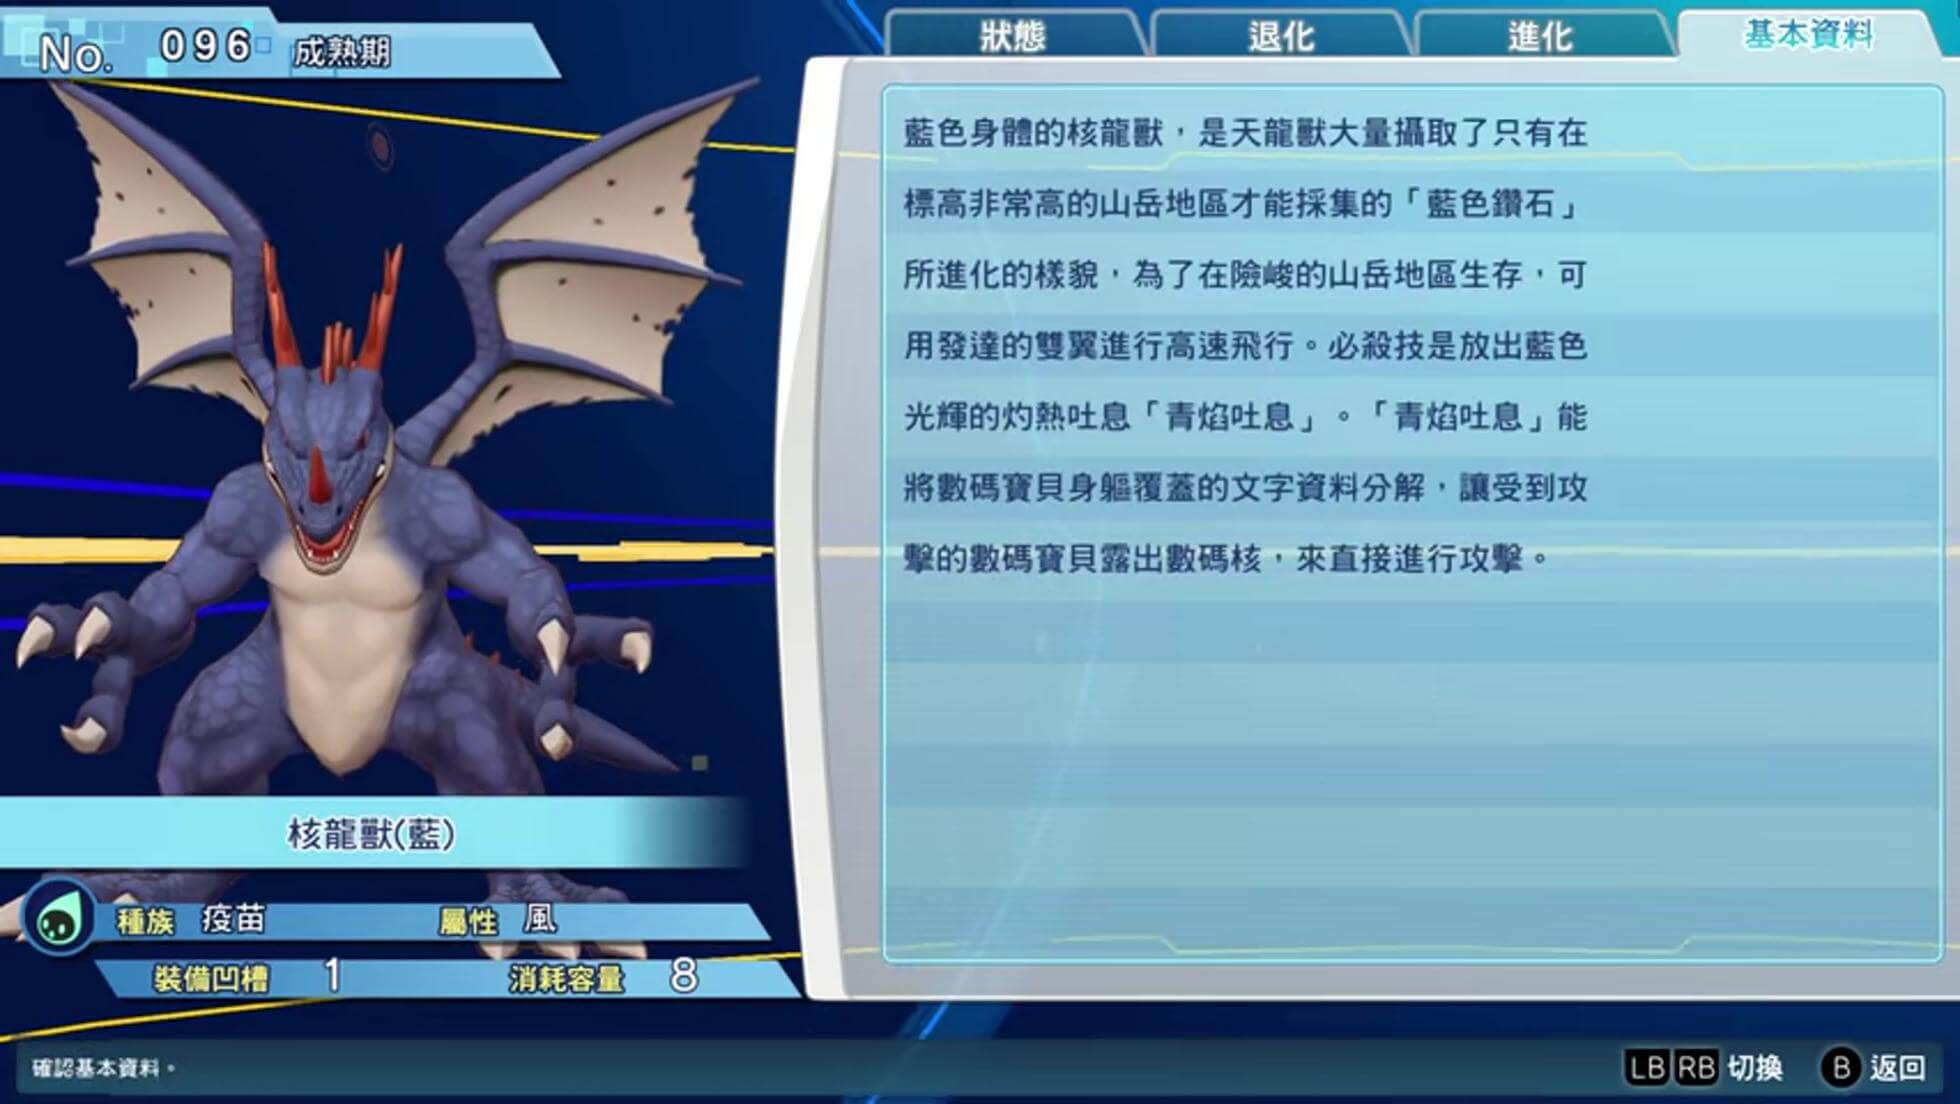 No. 096 成熟期
狀態 退化 進化 基本資料
藍色身體的核龍獸，是天龍獸大量攝取了只有在
標高非常高的山岳地區才能採集的「藍色鑽石」
所進化的樣貌，為了在險峻的山岳地區生存，可
用發達的雙翼進行高速飛行。必殺技是放出藍色
光輝的灼熱吐息「青焰吐息」。「青焰吐息」能
將數碼寶貝身軀覆蓋的文字資料分解，讓受到攻
擊的數碼寶貝露出數碼核，來直接進行攻擊。
核龍獸(藍)
種族 疫苗 屬性 風
裝備凹槽 1 消耗容量 8
確認基本資料。
LB RB 切換 B 返回